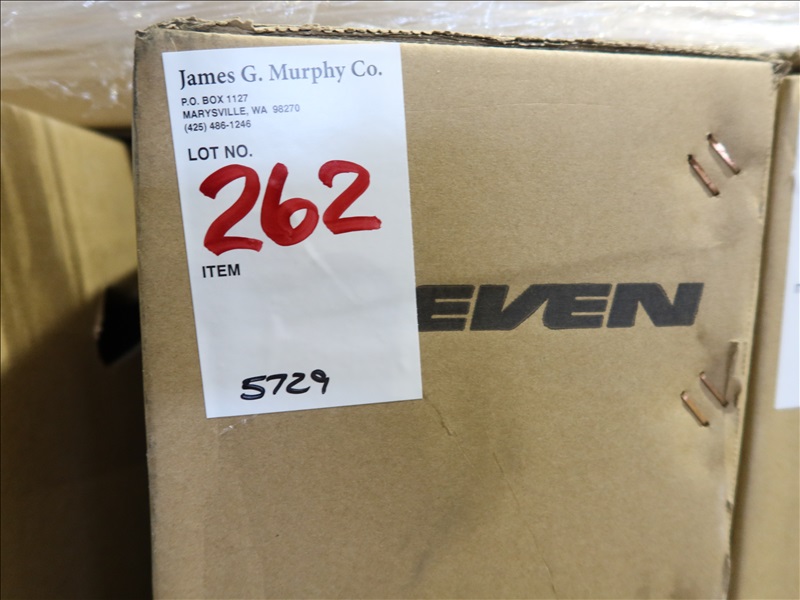 James G. Murphy Co.
P.O. BOX 1127
MARYSVILLE, WA 98270
(425) 486-1246
LOT NO.
262
ITEM
5729
EVEN